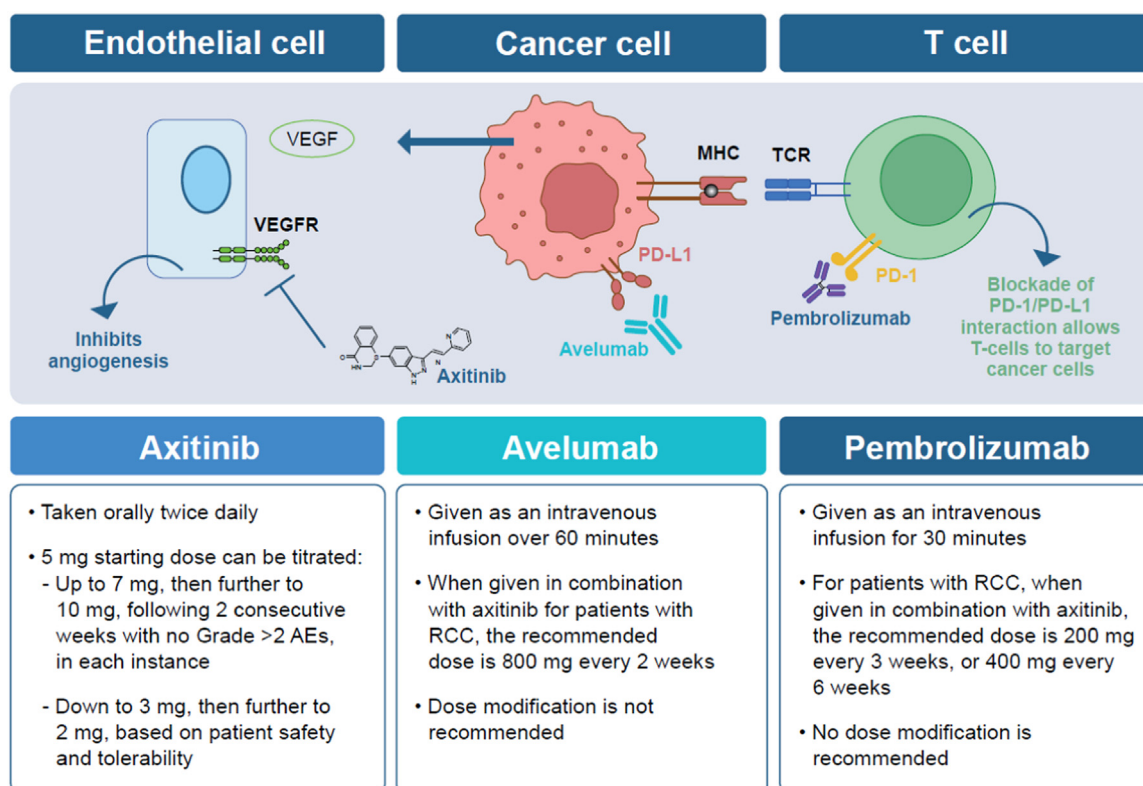 Endothelial cell
Cancer cell
T cell
VEGF
MHC
TCR
VEGFR
PD-L1
PD-1
Pembrolizumab
Avelumab
Inhibits
angiogenesis
O
HN
S
N
N
H
N
N
Axitinib
Blockade of
PD-1/PD-L1
interaction allows
T-cells to target
cancer cells
Axitinib
• Taken orally twice daily
• 5 mg starting dose can be titrated:
- Up to 7 mg, then further to
10 mg, following 2 consecutive
weeks with no Grade >2 AEs,
in each instance
- Down to 3 mg, then further to
2 mg, based on patient safety
and tolerability
Avelumab
• Given as an intravenous
infusion over 60 minutes
• When given in combination
with axitinib for patients with
RCC, the recommended
dose is 800 mg every 2 weeks
• Dose modification is not
recommended
Pembrolizumab
• Given as an intravenous
infusion for 30 minutes
• For patients with RCC, when
given in combination with axitinib,
the recommended dose is 200 mg
every 3 weeks, or 400 mg every
6 weeks
• No dose modification is
recommended